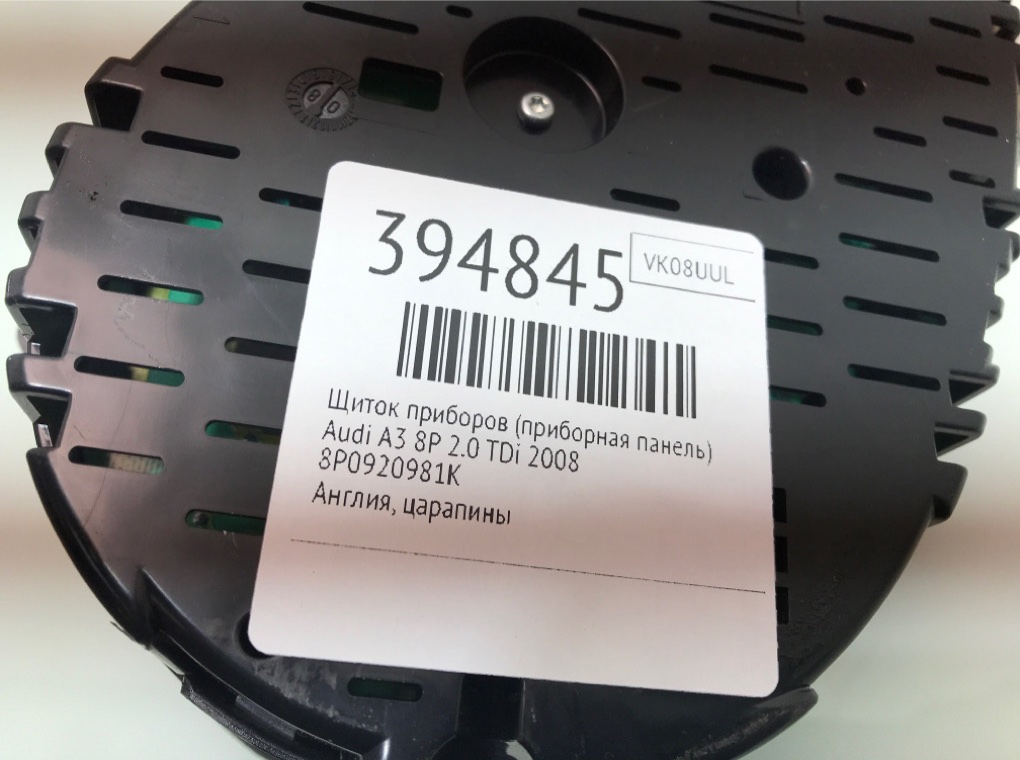 394845
VK08UUL
Щиток приборов (приборная панель)
Audi A3 8P 2.0 TDi 2008
8P0920981K
Англия, царапины